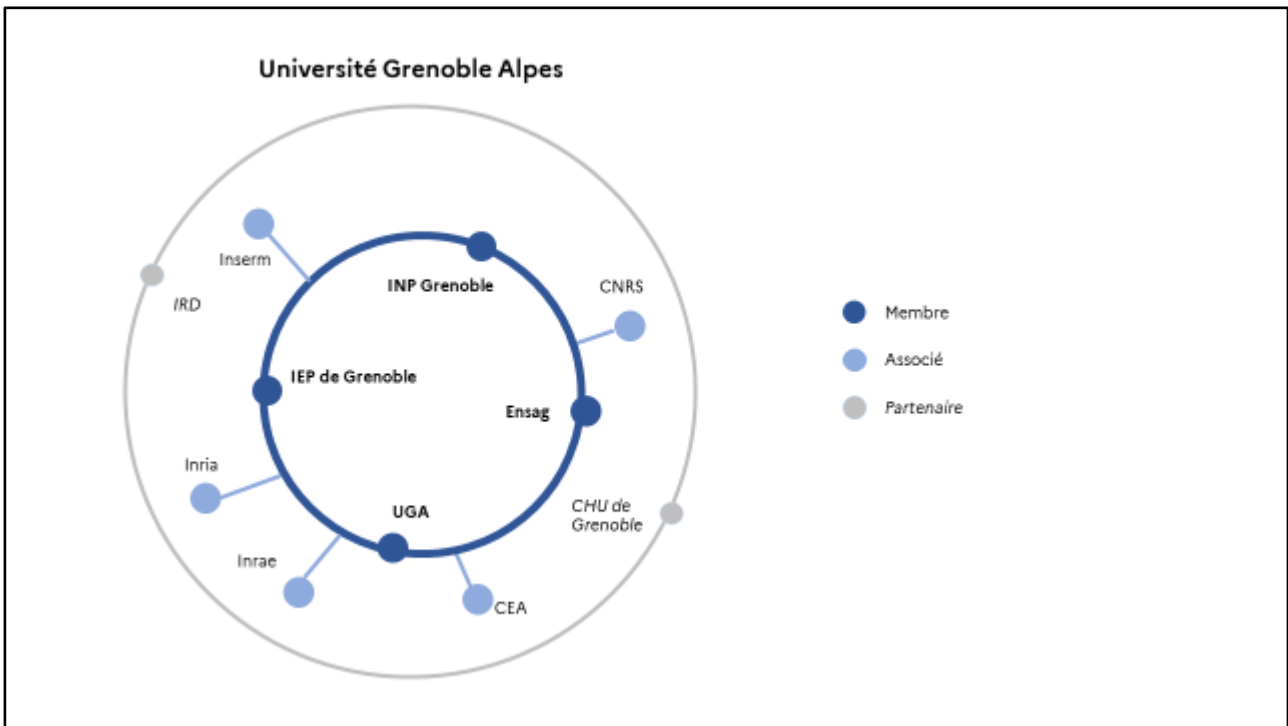 Université Grenoble Alpes
Inserm
INP Grenoble
CNRS
IRD
IEP de Grenoble
Ensag
Inria
UGA
CHU de
Grenoble
Inrae
CEA
Membre
Associé
Partenaire